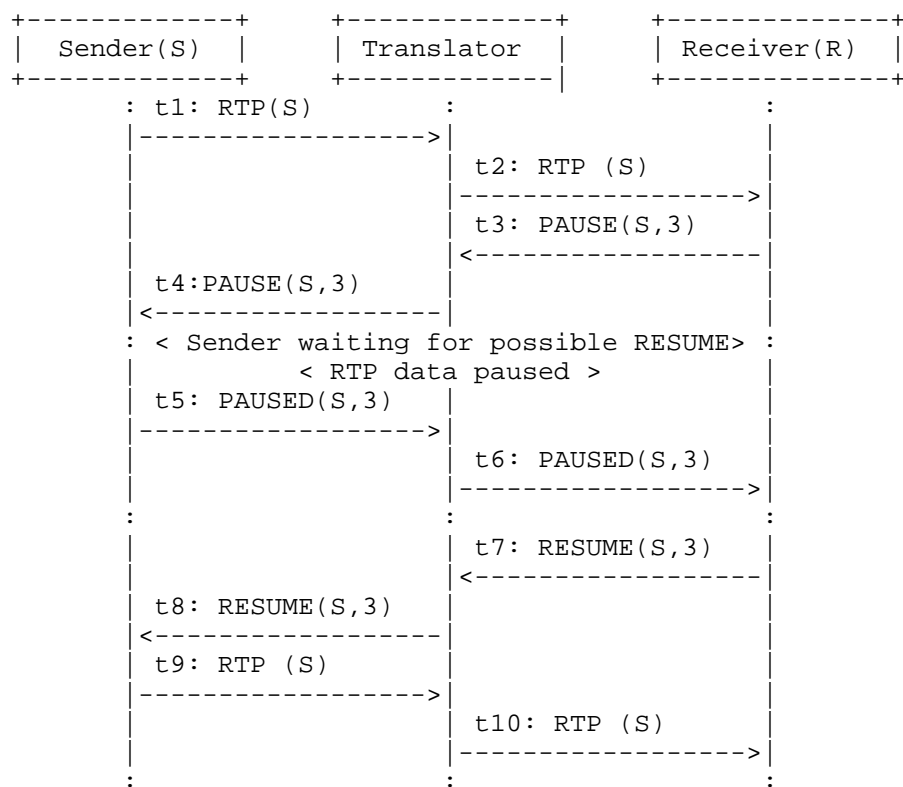 Sender(S) Translator Receiver(R)
t1: RTP(S)
t2: RTP (S)
t3: PAUSE(S,3)
t4:PAUSE(S,3)
< Sender waiting for possible RESUME>
< RTP data paused >
t5: PAUSED(S,3)
t6: PAUSED(S,3)
t7: RESUME(S,3)
t8: RESUME(S,3)
t9: RTP (S)
t10: RTP (S)